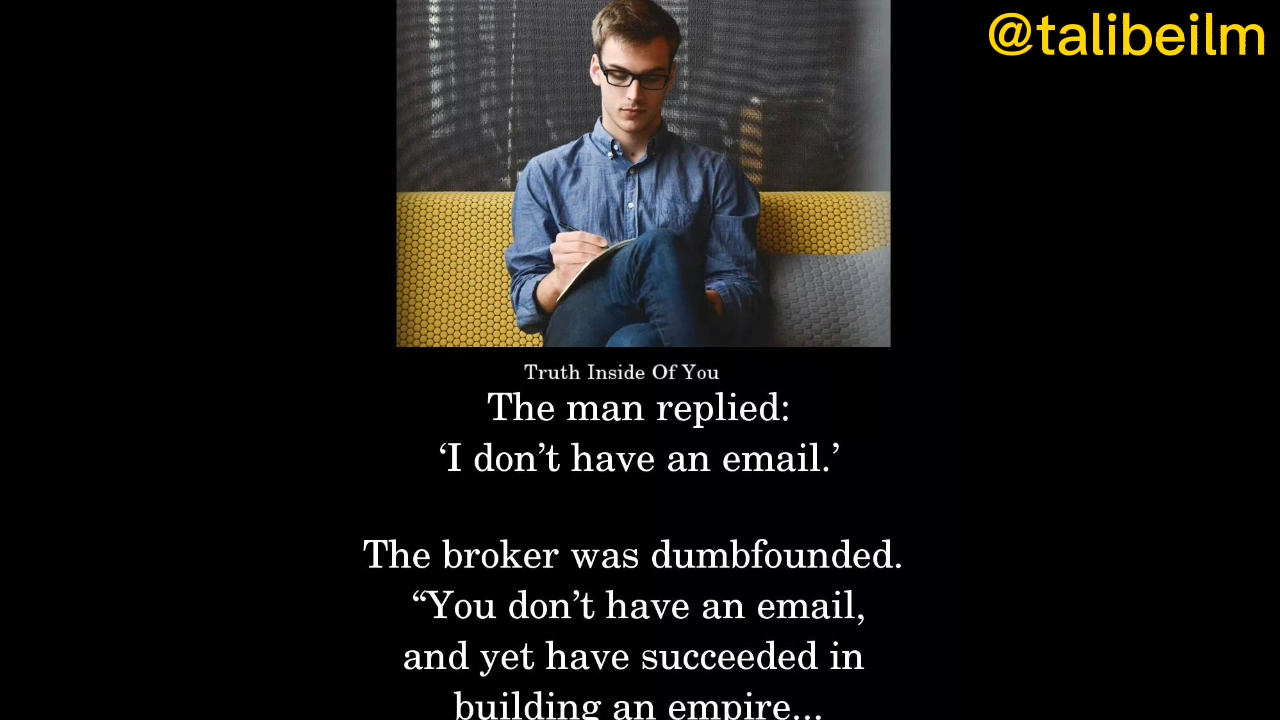 @talibeilm
Truth Inside Of You
The man replied:
‘I don’t have an email.’
The broker was dumbfounded.
“You don’t have an email,
and yet have succeeded in
building an empire...